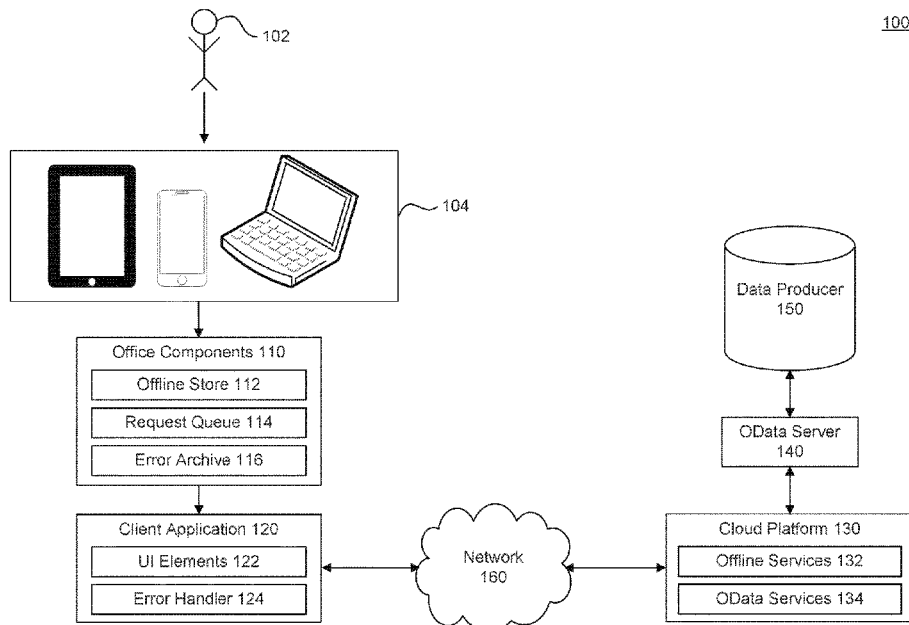 102
100
104
Data Producer
150
Office Components 110
Offline Store 112
Request Queue 114
Error Archive 116
OData Server
140
Client Application 120
UI Elements 122
Error Handler 124
Network
160
Cloud Platform 130
Offline Services 132
OData Services 134